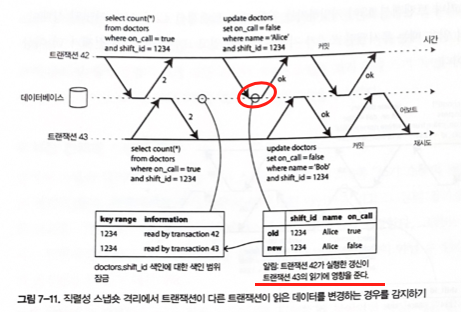 select count(*)
from doctors
where on_call = true
and shift_id = 1234
update doctors
set on_call = false
where name = 'Alice'
and shift_id = 1234
커밋
시간
트랜잭션 42
2
ok
ok
데이터베이스
2
ok
어보트
트랜잭션 43
select count(*)
from doctors
where on_call = true
and shift_id = 1234
update doctors
set on_call = false
where name = 'Bob'
and shift_id = 1234
커밋
재시도
key range information
1234 read by transaction 42
1234 read by transaction 43
shift_id name on_call
old 1234 Alice true
new 1234 Alice false
doctors.shift_id 색인에 대한 색인 범위
잠금
알림: 트랜잭션 42가 실행한 갱신이
트랜잭션 43의 읽기에 영향을 준다.
그림 7-11. 직렬성 스냅숏 격리에서 트랜잭션이 다른 트랜잭션이 읽은 데이터를 변경하는 경우를 감지하기